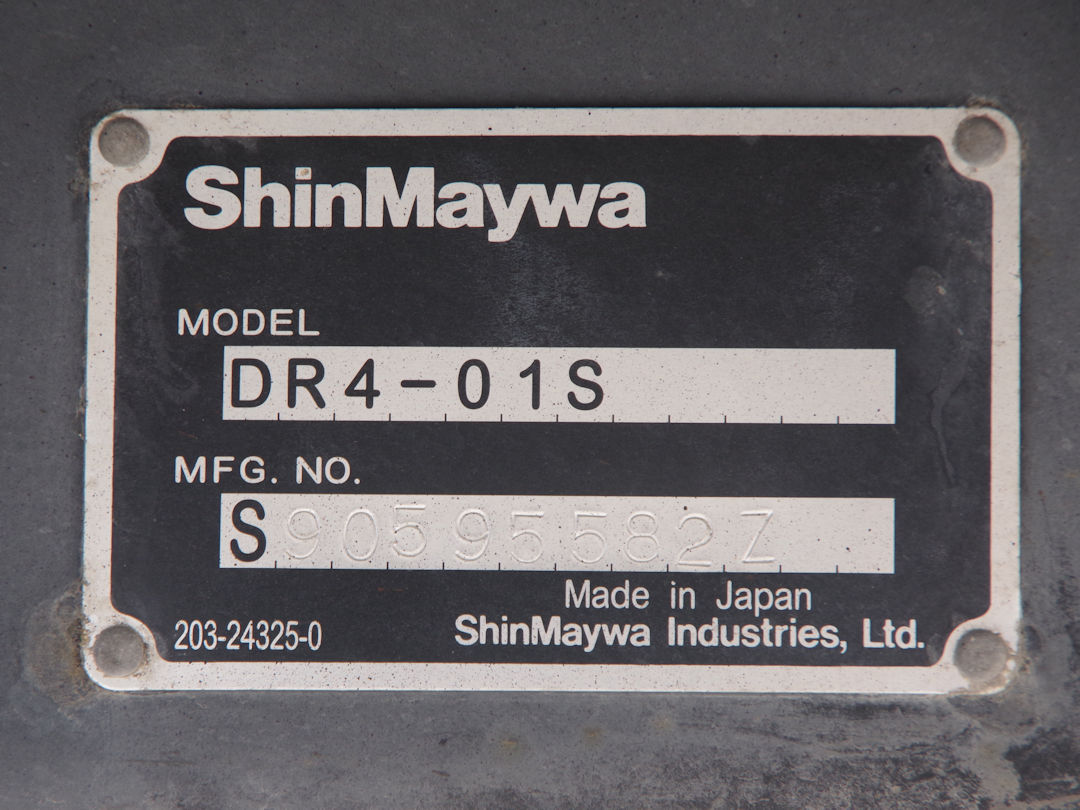 ShinMaywa
MODEL
DR4-01S
MFG. NO.
S90595582Z
Made in Japan
203-24325-0 ShinMaywa Industries, Ltd.